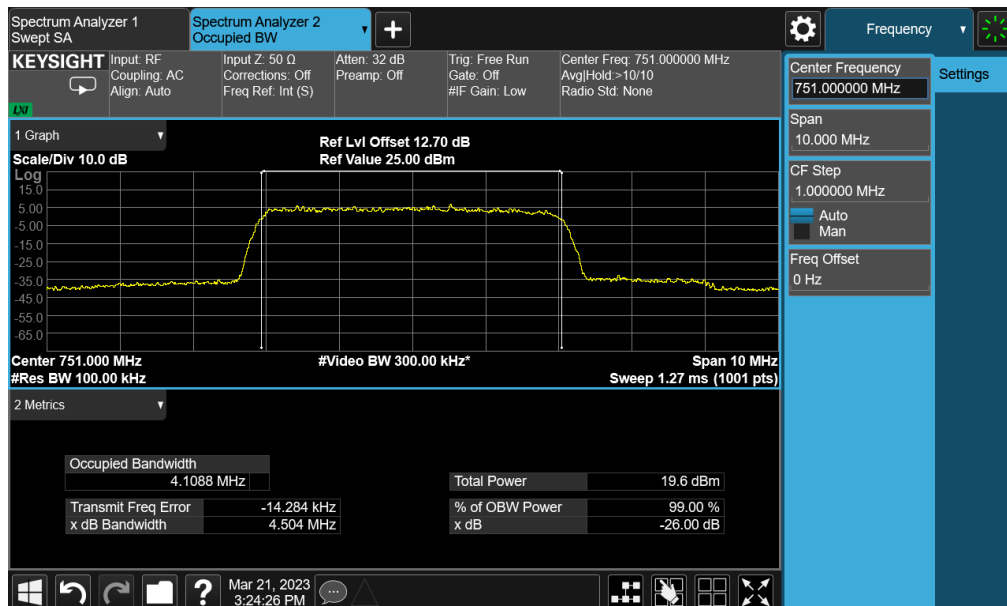 Spectrum Analyzer 1
Swept SA
Spectrum Analyzer 2
Occupied BW
Frequency
KEYSIGHT
LXI
Input: RF
Coupling: AC
Align: Auto
Input Z: 50 Ω
Corrections: Off
Freq Ref: Int (S)
Atten: 32 dB
Preamp: Off
Trig: Free Run
Gate: Off
#IF Gain: Low
Center Freq: 751.000000 MHz
Avg|Hold:>10/10
Radio Std: None
Center Frequency
751.000000 MHz
Settings
Span
10.000 MHz
CF Step
1.000000 MHz
Auto
Man
Freq Offset
0 Hz
1 Graph
Scale/Div 10.0 dB
Ref Lvl Offset 12.70 dB
Ref Value 25.00 dBm
Log
15.0
5.00
-5.00
-15.0
-25.0
-35.0
-45.0
-55.0
-65.0
Center 751.000 MHz
#Video BW 300.00 kHz*
Span 10 MHz
#Res BW 100.00 kHz
Sweep 1.27 ms (1001 pts)
2 Metrics
Occupied Bandwidth
4.1088 MHz
Total Power 19.6 dBm
Transmit Freq Error -14.284 kHz
% of OBW Power 99.00 %
x dB Bandwidth 4.504 MHz
x dB -26.00 dB
Mar 21, 2023
3:24:26 PM